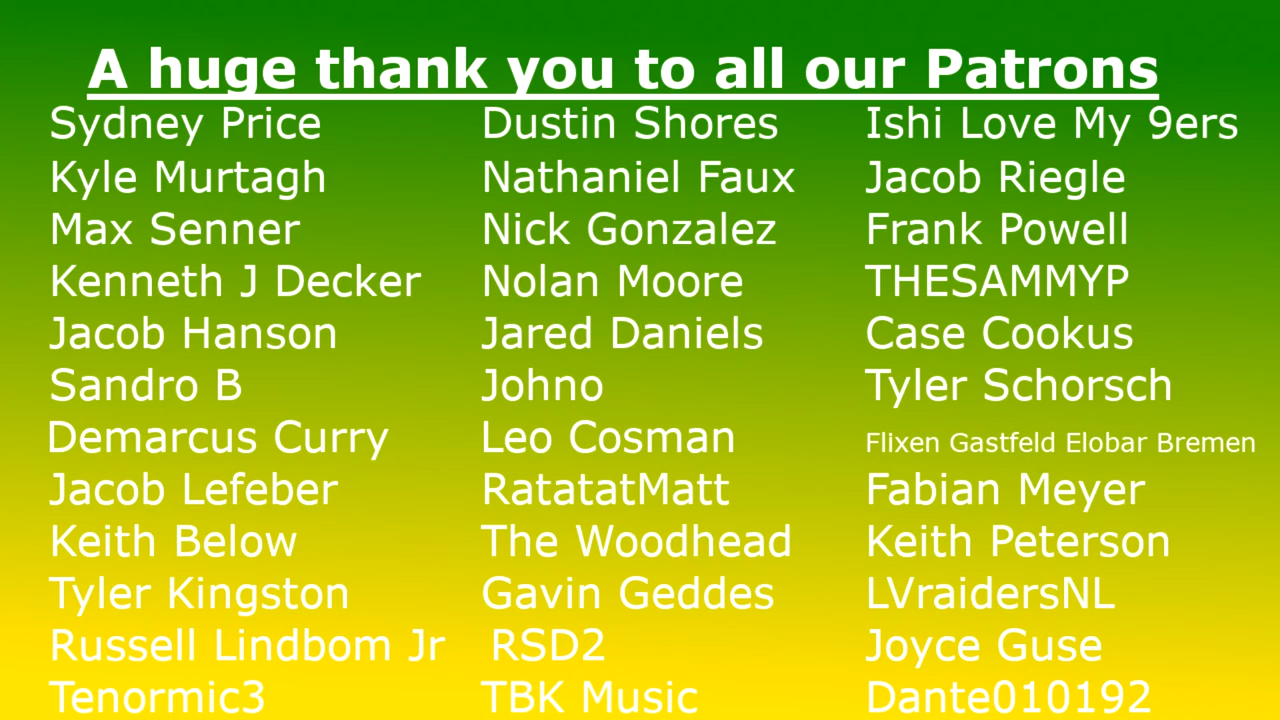 A huge thank you to all our Patrons
Sydney Price
Kyle Murtagh
Max Senner
Kenneth J Decker
Jacob Hanson
Sandro B
Demarcus Curry
Jacob Lefeber
Keith Below
Tyler Kingston
Russell Lindbom Jr
Tenormic3
Dustin Shores
Nathaniel Faux
Nick Gonzalez
Nolan Moore
Jared Daniels
Johno
Leo Cosman
RatatatMatt
The Woodhead
Gavin Geddes
RSD2
TBK Music
Ishi Love My 9ers
Jacob Riegle
Frank Powell
THESAMMYP
Case Cookus
Tyler Schorsch
Flixen Gastfeld Elobar Bremen
Fabian Meyer
Keith Peterson
LVraidersNL
Joyce Guse
Dante010192